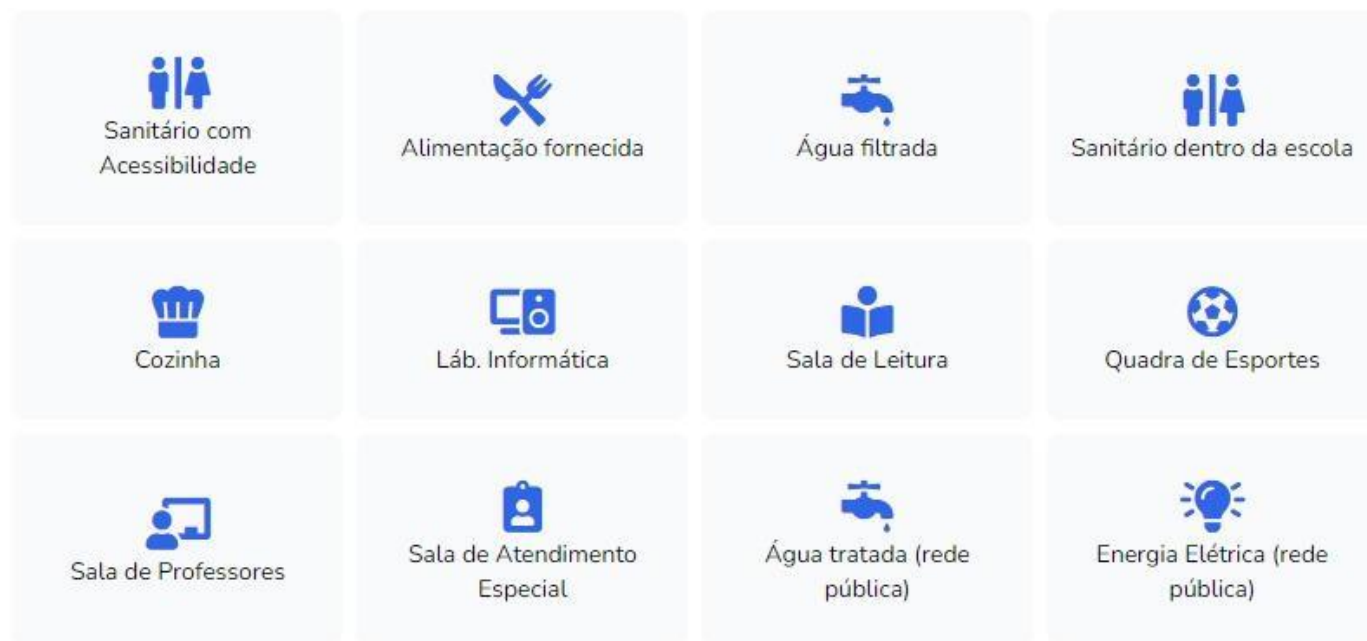 Sanitário com
Acessibilidade
Alimentação fornecida
Água filtrada
Sanitário dentro da escola
Cozinha
Láb. Informática
Sala de Leitura
Quadra de Esportes
Sala de Professores
Sala de Atendimento
Especial
Água tratada (rede
pública)
Energia Elétrica (rede
pública)